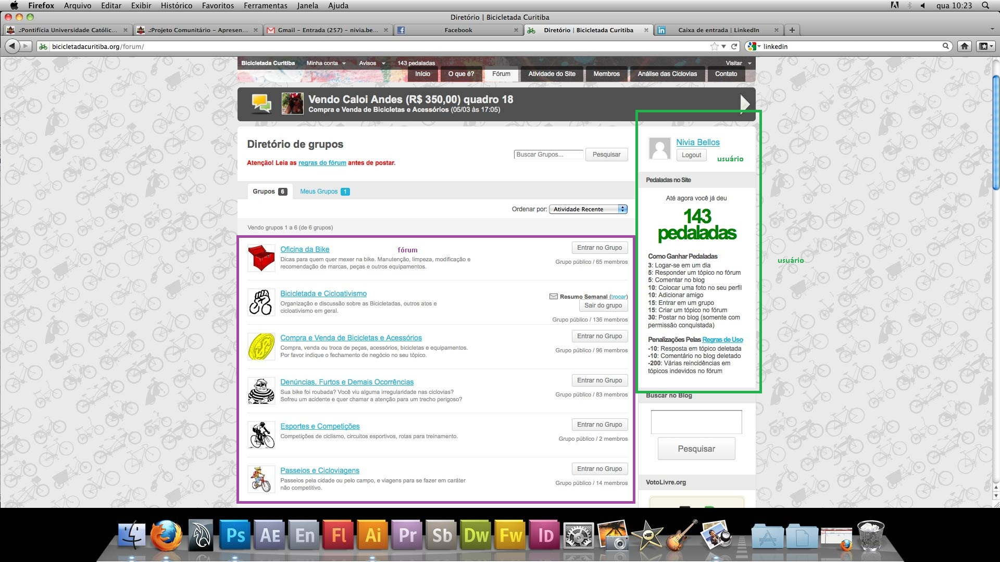 Firefox Arquivo Editar Exibir Histórico Favoritos Ferramentas Janela Ajuda qua 10:23
Diretório | Bicicletada Curitiba
.:Pontifícia Universidade Católic... .:Projeto Comunitário – Apresen... Gmail – Entrada (257) – nivia.be... Facebook Diretório | Bicicletada Curitiba Caixa de entrada | LinkedIn
bicicletadacuritiba.org/forum/ linkedin
Bicicletada Curitiba Minha conta Avisos 143 pedaladas Visitar
Início O que é? Fórum Atividade do Site Membros Análise das Ciclovias Contato
Vendo Caloi Andes (R$ 350,00) quadro 18
Compra e Venda de Bicicletas e Acessórios (05/03 às 17:05)
Diretório de grupos
Atenção! Leia as regras do fórum antes de postar.
Buscar Grupos... Pesquisar
Grupos 6 Meus Grupos 1
Ordenar por: Atividade Recente
Vendo grupos 1 a 6 (de 6 grupos)
Oficina da Bike fórum
Dicas para quem quer mexer na bike. Manutenção, limpeza, modificação e
recomendação de marcas, peças e outros equipamentos.
Entrar no Grupo
Grupo público / 65 membros
Bicicletada e Cicloativismo
Organização e discussão sobre as Bicicletadas, outros atos e
cicloativismo em geral.
Resumo Semanal (trocar)
Sair do grupo
Grupo público / 136 membros
Compra e Venda de Bicicletas e Acessórios
Compra, venda ou troca de peças, acessórios, bicicletas e equipamentos.
Por favor indique o fechamento de negócio no seu tópico.
Entrar no Grupo
Grupo público / 96 membros
Denúncias, Furtos e Demais Ocorrências
Sua bike foi roubada? Você viu alguma irregularidade nas ciclovias?
Sofreu um acidente e quer chamar a atenção para um trecho perigoso?
Entrar no Grupo
Grupo público / 83 membros
Esportes e Competições
Competições de ciclismo, circuitos esportivos, rotas para treinamento.
Entrar no Grupo
Grupo público / 2 membros
Passeios e Cicloviagens
Passeios pela cidade ou pelo campo, e viagens para se fazer em caráter
não competitivo.
Entrar no Grupo
Grupo público / 14 membros
Nivia Bellos
Logout
usuário
Pedaladas no Site
Até agora você já deu
143
pedaladas
Como Ganhar Pedaladas
3: Logar-se em um dia
5: Responder um tópico no fórum
5: Comentar no blog
10: Colocar uma foto no seu perfil
10: Adicionar amigo
15: Entrar em um grupo
15: Criar um tópico no fórum
30: Postar no blog (somente com
permissão conquistada)
Penalizações Pelas Regras de Uso
-10: Resposta em tópico deletada
-10: Comentário no blog deletado
-200: Várias reincidências em
tópicos indevidos no fórum
usuário
Buscar no Blog
Pesquisar
VotoLivre.org
Ps AE En Fl Ai Pr Sb Dw Fw Id